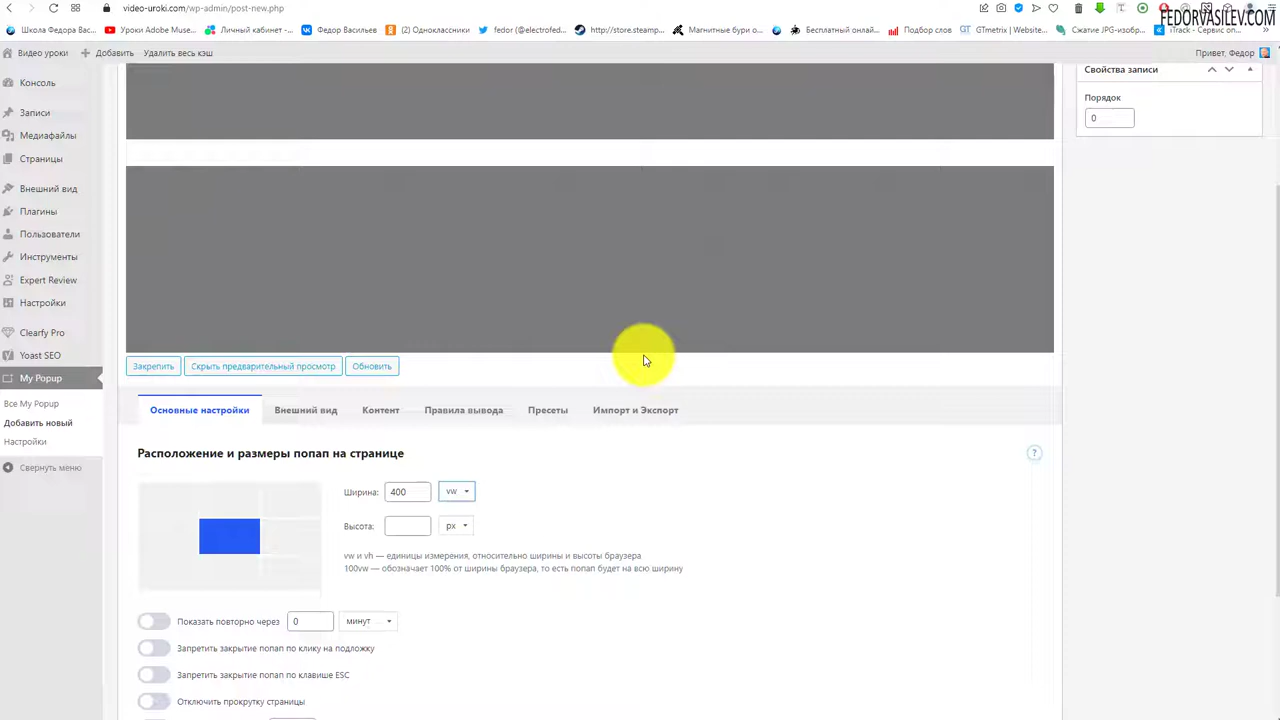 video-uroki.com/wp-admin/post-new.php
FEDORVASILEV.COM
Школа Федора Вас...
Уроки Adobe Muse...
Личный кабинет -...
Федор Васильев
(2) Одноклассники
fedor (@electrofed...
http://store.steamp...
Магнитные бури о...
Бесплатный онлай...
Подбор слов
GTmetrix | Website...
Сжатие JPG-изобр...
iTrack - Сервис оп...
Видео уроки
Добавить
Удалить весь кэш
Привет, Федор
Консоль
Записи
Медиафайлы
Страницы
Внешний вид
Плагины
Пользователи
Инструменты
Expert Review
Настройки
Clearfy Pro
Yoast SEO
My Popup
Все My Popup
Добавить новый
Настройки
Свернуть меню
Свойства записи
Порядок
0
Закрепить
Скрыть предварительный просмотр
Обновить
Основные настройки
Внешний вид
Контент
Правила вывода
Пресеты
Импорт и Экспорт
Расположение и размеры попап на странице
?
Ширина: 400 vw
Высота: px
vw и vh — единицы измерения, относительно ширины и высоты браузера
100vw — обозначает 100% от ширины браузера, то есть попап будет на всю ширину
Показать повторно через 0 минут
Запретить закрытие попап по клику на подложку
Запретить закрытие попап по клавише ESC
Отключить прокрутку страницы